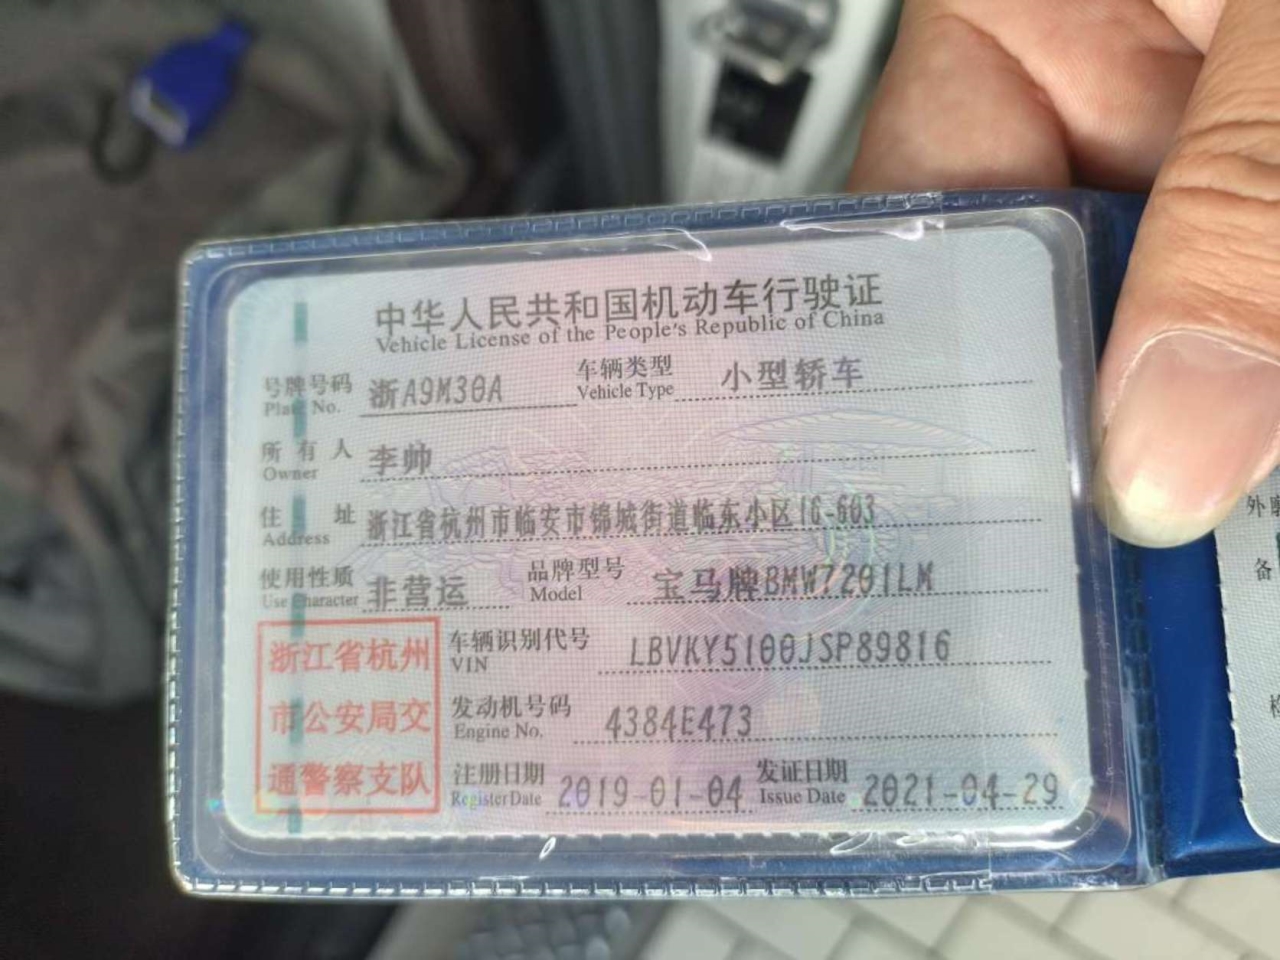 中华人民共和国机动车行驶证
Vehicle License of the People's Republic of China
号牌号码 浙A9M30A 车辆类型 小型轿车
Plate No. Vehicle Type
所有人 李帅
Owner
住址 浙江省杭州市临安市锦城街道临东小区16-603
Address
使用性质 非营运 品牌型号 宝马牌BMW7201LM
Use Character Model
浙江省杭州
市公安局交
通警察支队
车辆识别代号 LBVKY5100JSP89816
VIN
发动机号码 4384E473
Engine No.
注册日期 2019-01-04 发证日期 2021-04-29
Register Date Issue Date
备